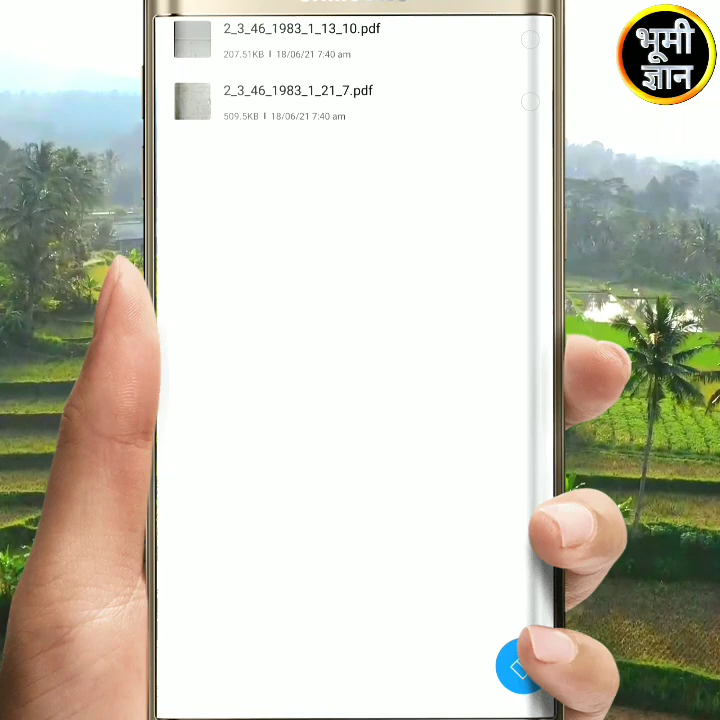 2_3_46_1983_1_13_10.pdf
207.51KB | 18/06/21 7:40 am
2_3_46_1983_1_21_7.pdf
509.5KB | 18/06/21 7:40 am
भूमी
ज्ञान